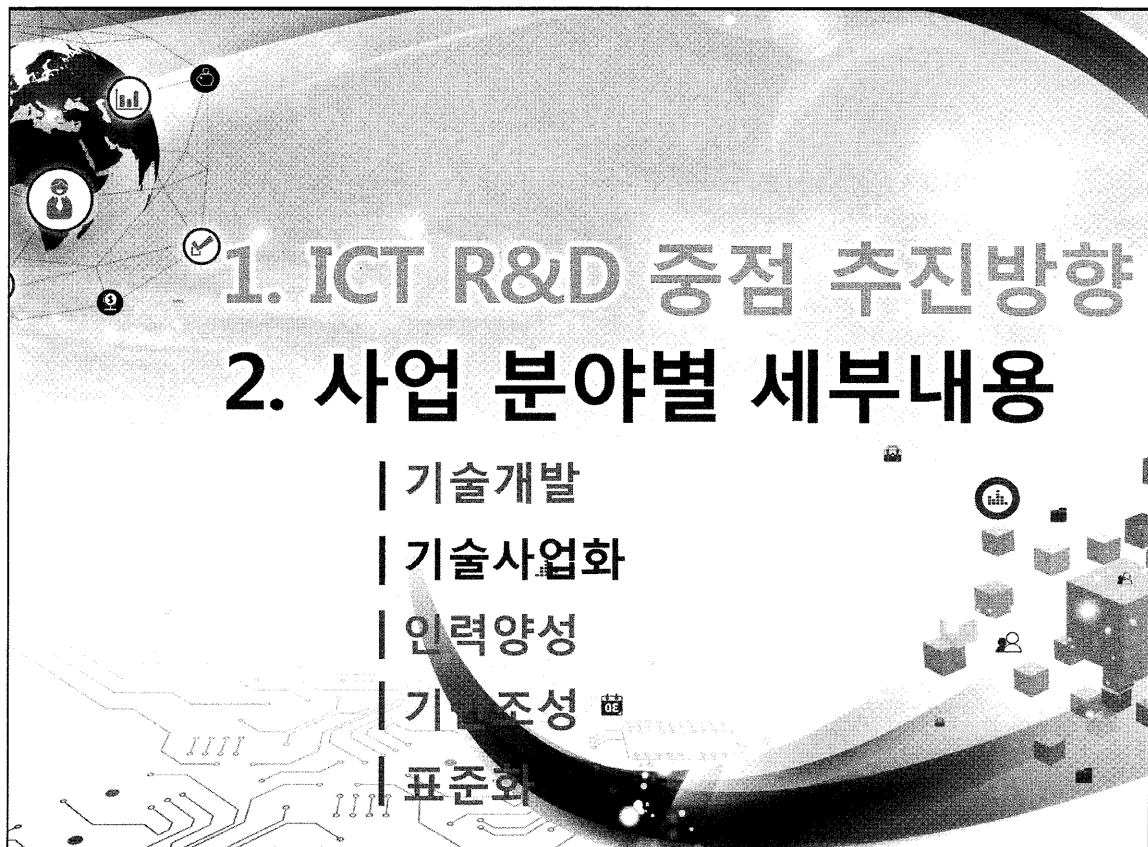 1. ICT R&D 중점 추진방향
2. 사업 분야별 세부내용
기술개발
기술사업화
인력양성
기반조성
표준화